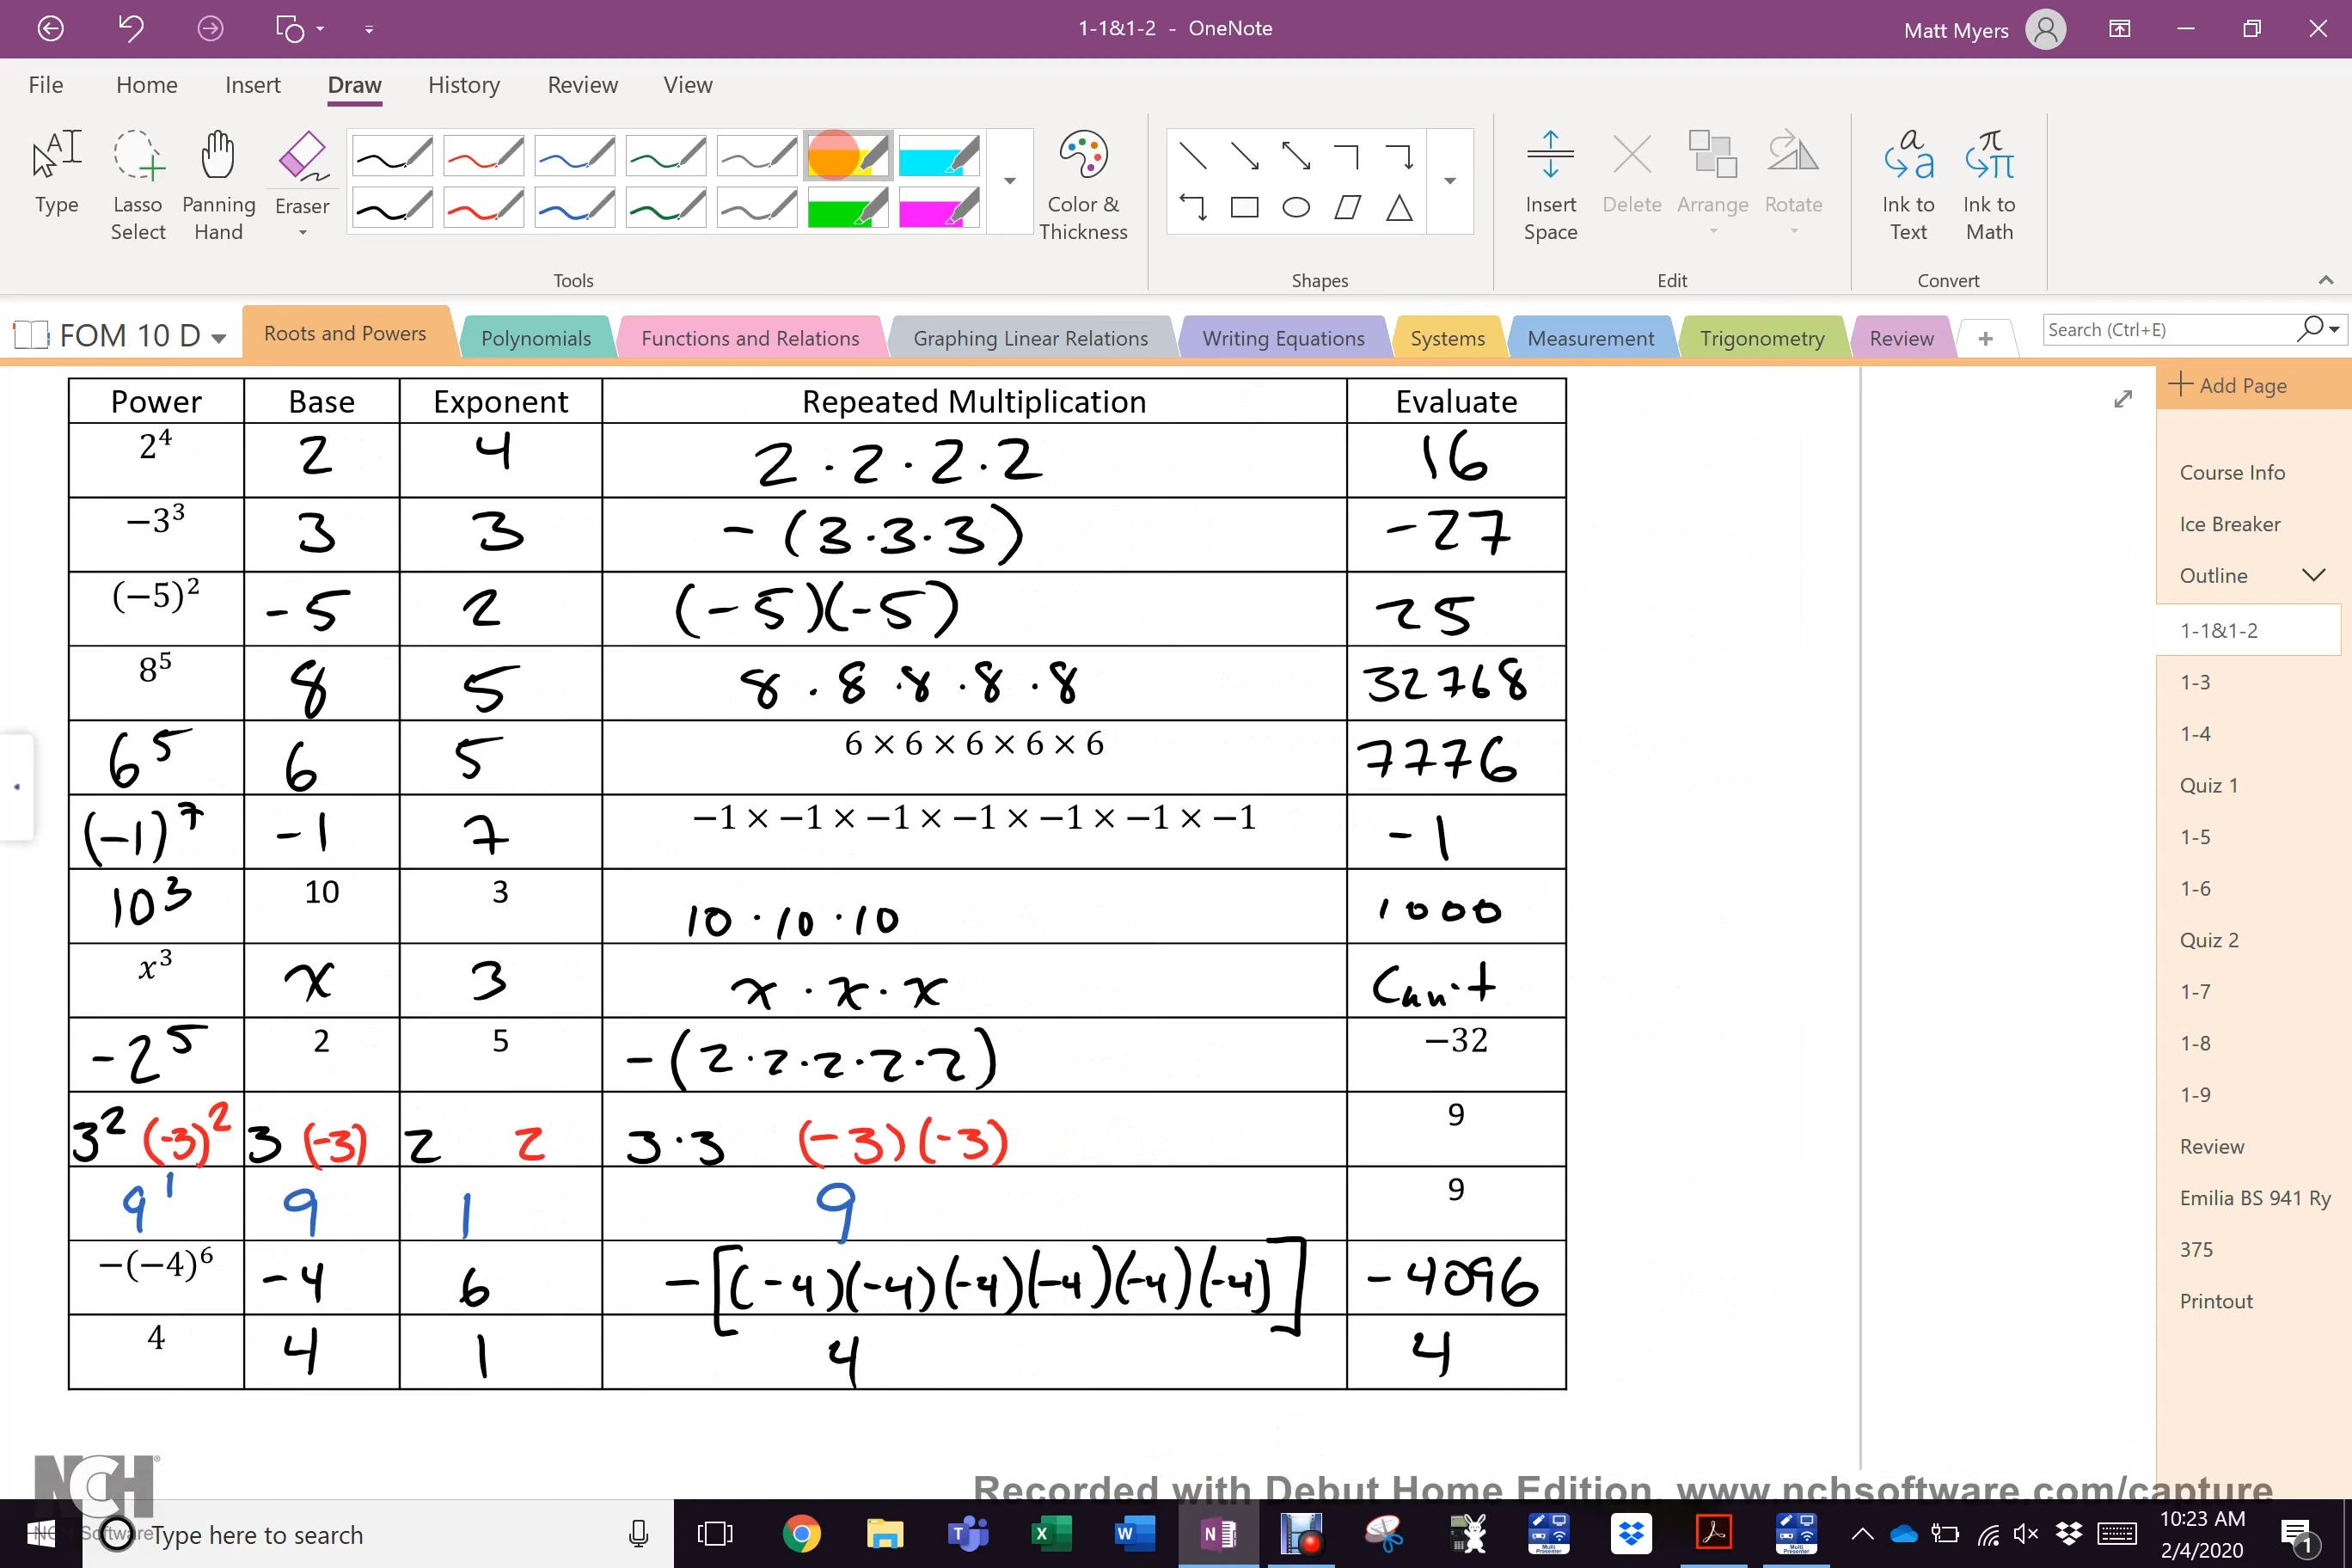 1-1&1-2 - OneNote
Matt Myers
File Home Insert Draw History Review View
Type
Lasso Select
Panning Hand
Eraser
Color & Thickness
Insert Space
Delete
Arrange
Rotate
Ink to Text
Ink to Math
Tools
Shapes
Edit
Convert
FOM 10 D
Roots and Powers Polynomials Functions and Relations Graphing Linear Relations Writing Equations Systems Measurement Trigonometry Review
Search (Ctrl+E)
Power Base Exponent Repeated Multiplication Evaluate
2⁴ 2 4 2 · 2 · 2 · 2 16
−3³ 3 3 - (3 · 3 · 3) -27
(−5)² -5 2 (-5)(-5) 25
8⁵ 8 5 8 · 8 · 8 · 8 · 8 32768
6⁵ 6 5 6 × 6 × 6 × 6 × 6 7776
(-1)⁷ -1 7 −1 × −1 × −1 × −1 × −1 × −1 × −1 -1
10³ 10 3 10 · 10 · 10 1000
x³ x 3 x · x · x Can't
-2⁵ 2 5 -(2 · 2 · 2 · 2 · 2) −32
3² (-3)² 3 (-3) 2 2 3 · 3 (-3)(-3) 9
9¹ 9 1 9 9
−(−4)⁶ -4 6 -[(-4)(-4)(-4)(-4)(-4)(-4)] -4096
4 4 1 4 4
Add Page
Course Info
Ice Breaker
Outline
1-1&1-2
1-3
1-4
Quiz 1
1-5
1-6
Quiz 2
1-7
1-8
1-9
Review
Emilia BS 941 Ry
375
Printout
NCH
NCH Software
Recorded with Debut Home Edition. www.nchsoftware.com/capture
Type here to search
10:23 AM
2/4/2020
1